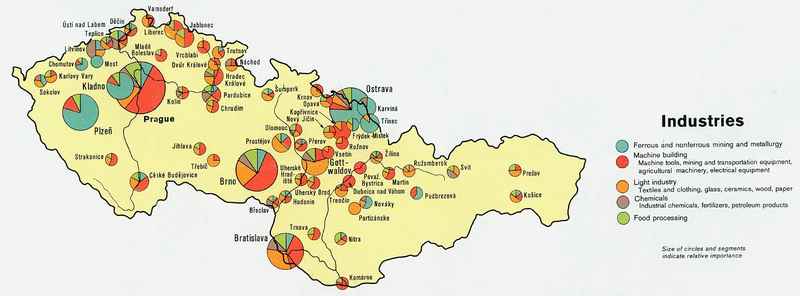 Varnsdorf
Děčín
Ústí nad Labem
Liberec
Jablonec
Teplice
Litvínov
Mladá
Boleslav
Vrchlabí
Trutnov
Chomutov
Most
Dvůr Králové
Náchod
Karlovy Vary
Kladno
Hradec
Králové
Sokolov
Pardubice
Šumperk
Krnov
Ostrava
Kolín
Chrudim
Opava
Karviná
Kopřivnice
Nový Jičín
Třinec
Prague
Plzeň
Olomouc
Frýdek-Místek
Jihlava
Prostějov
Přerov
Rožnov
Strakonice
Třebíč
Vsetín
Žilina
Gott-
waldov
Ružomberok
Svit
Prešov
České Budějovice
Brno
Uherské
Hrad-
iště
Považ.
Bystrica
Martin
Uherský Brod
Dubnica nad Váhom
Podbrezová
Košice
Hodonín
Trenčín
Nováky
Břeclav
Partizánske
Trnava
Bratislava
Nitra
Komárno
Industries
Ferrous and nonferrous mining and metallurgy
Machine building
Machine tools, mining and transportation equipment,
agricultural machinery, electrical equipment
Light industry
Textiles and clothing, glass, ceramics, wood, paper
Chemicals
Industrial chemicals, fertilizers, petroleum products
Food processing
Size of circles and segments
indicate relative importance